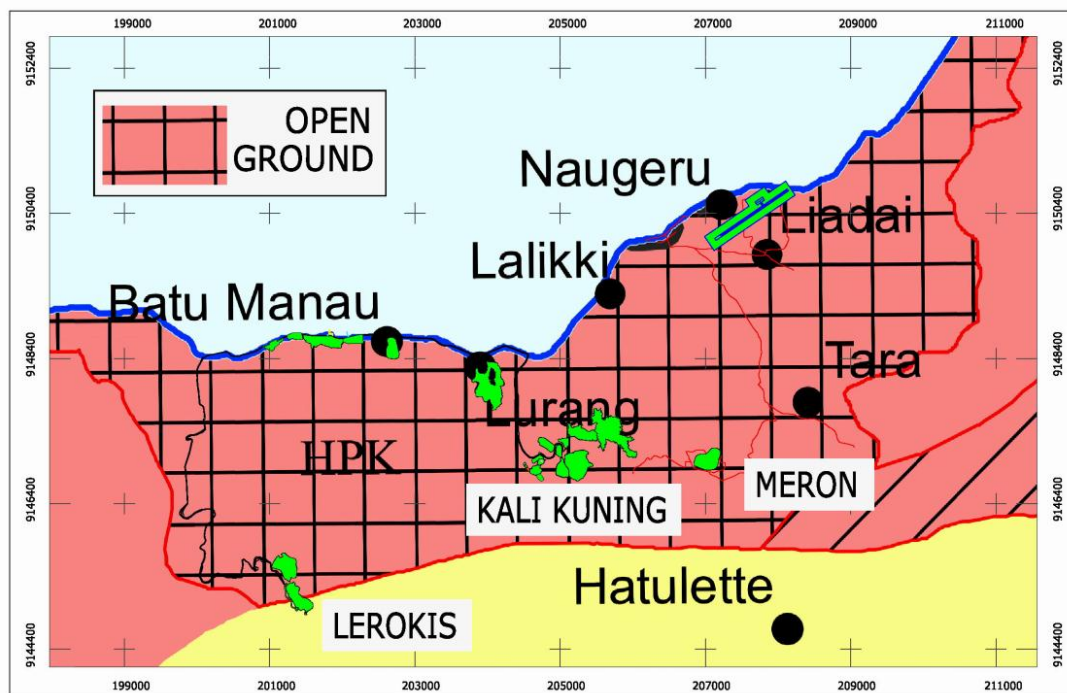 199000 201000 203000 205000 207000 209000 211000
9152400
9152400
OPEN
GROUND
Naugeru
9150400
Liadai
9150400
Lalikki
Batu Manau
9148400
Tara
9148400
Lurang
HPK
MERON
KALI KUNING
9146400
9146400
Hatulette
LEROKIS
9144400
9144400
199000 201000 203000 205000 207000 209000 211000